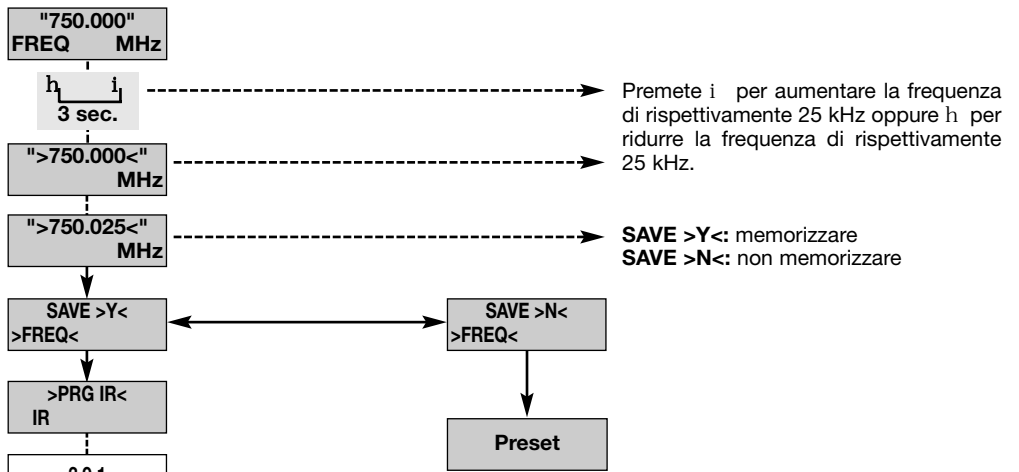 "750.000"
FREQ MHz
h i
3 sec.
Premete i per aumentare la frequenza
di rispettivamente 25 kHz oppure h per
ridurre la frequenza di rispettivamente
25 kHz.
">750.000<"
MHz
">750.025<"
MHz
SAVE >Y<: memorizzare
SAVE >N<: non memorizzare
SAVE >Y<
>FREQ<
SAVE >N<
>FREQ<
>PRG IR<
IR
Preset